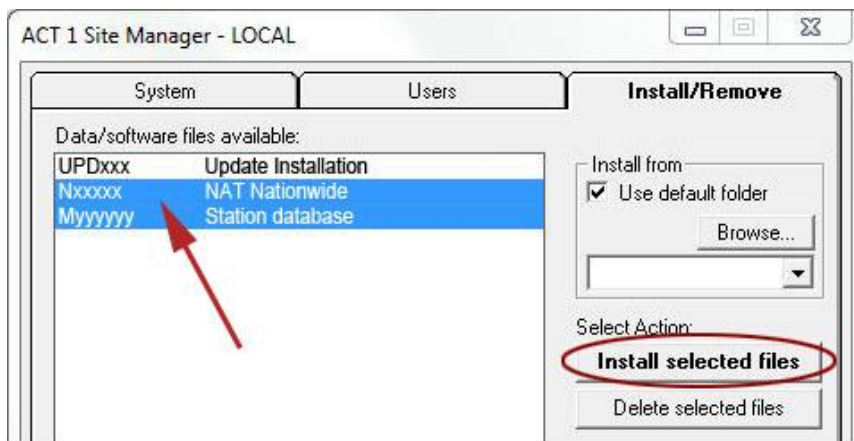 ACT 1 Site Manager - LOCAL
System Users Install/Remove
Data/software files available:
UPDxxx Update Installation
Nxxxxx NAT Nationwide
Myyyyyy Station database
Install from
Use default folder
Browse...
Select Action:
Install selected files
Delete selected files